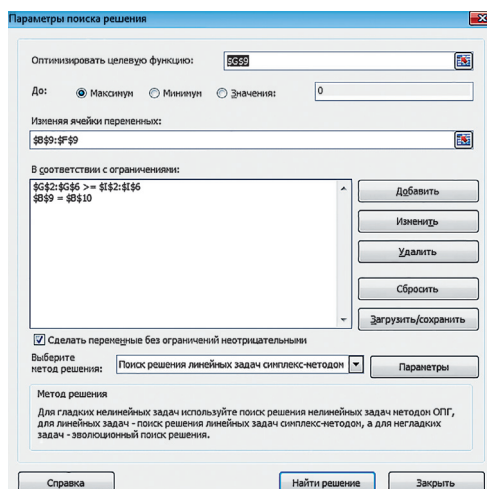 Параметры поиска решения
Оптимизировать целевую функцию: $G$9
До: Максимум Минимум Значения: 0
Изменяя ячейки переменных:
$B$9:$F$9
В соответствии с ограничениями:
$G$2:$G$6 >= $I$2:$I$6
$B$9 = $B$10
Добавить
Изменить
Удалить
Сбросить
Загрузить/сохранить
Сделать переменные без ограничений неотрицательными
Выберите
метод решения: Поиск решения линейных задач симплекс-методом Параметры
Метод решения
Для гладких нелинейных задач используйте поиск решения нелинейных задач методом ОПГ,
для линейных задач - поиск решения линейных задач симплекс-методом, а для негладких
задач - эволюционный поиск решения.
Справка Найти решение Закрыть